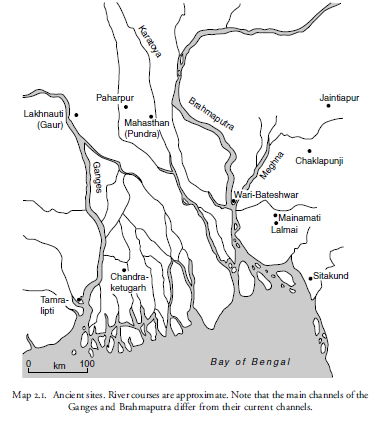 Karatoya
Paharpur
Jaintiapur
Brahmaputra
Lakhnauti
(Gaur)
Mahasthan
(Pundra)
Meghna
Chaklapunji
Ganges
Wari-Bateshwar
Mainamati
Lalmai
Chandra-
ketugarh
Sitakund
Tamra-
lipti
0 km 100
Bay of Bengal
Map 2.1. Ancient sites. River courses are approximate. Note that the main channels of the
Ganges and Brahmaputra differ from their current channels.